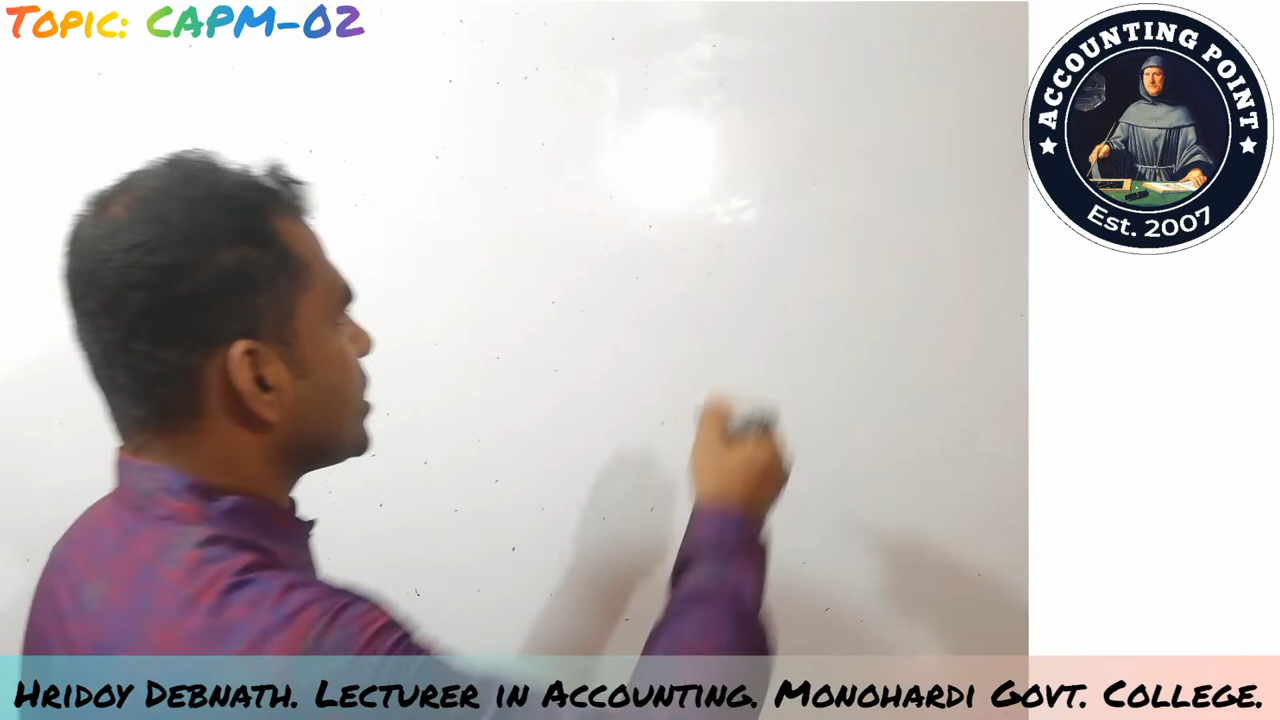 Topic: CAPM-02
ACCOUNTING POINT
Est. 2007
Hridoy Debnath. Lecturer in Accounting. Monohardi Govt. College.